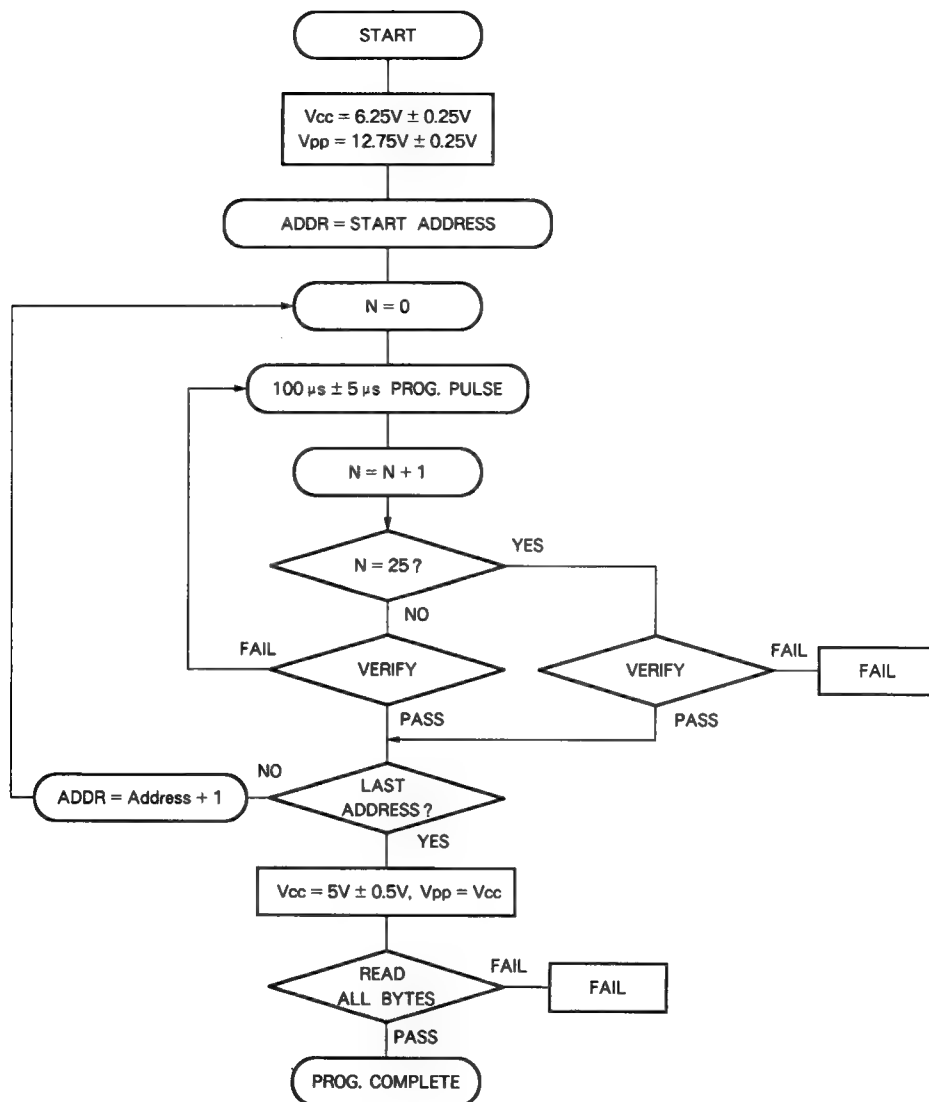 START
Vcc = 6.25V ± 0.25V
Vpp = 12.75V ± 0.25V
ADDR = START ADDRESS
N = 0
100 μs ± 5 μs PROG. PULSE
N = N + 1
N = 25 ?
YES
NO
FAIL
VERIFY
PASS
VERIFY
FAIL
FAIL
PASS
NO
ADDR = Address + 1
LAST
ADDRESS ?
YES
Vcc = 5V ± 0.5V, Vpp = Vcc
READ
ALL BYTES
FAIL
FAIL
PASS
PROG. COMPLETE